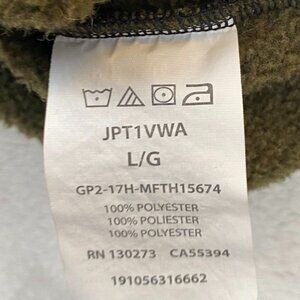 JPT1VWA
L/G
GP2-17H-MFTH15674
100% POLYESTER
100% POLIESTER
100% POLYESTER
RN 130273 CA55394
191056316662